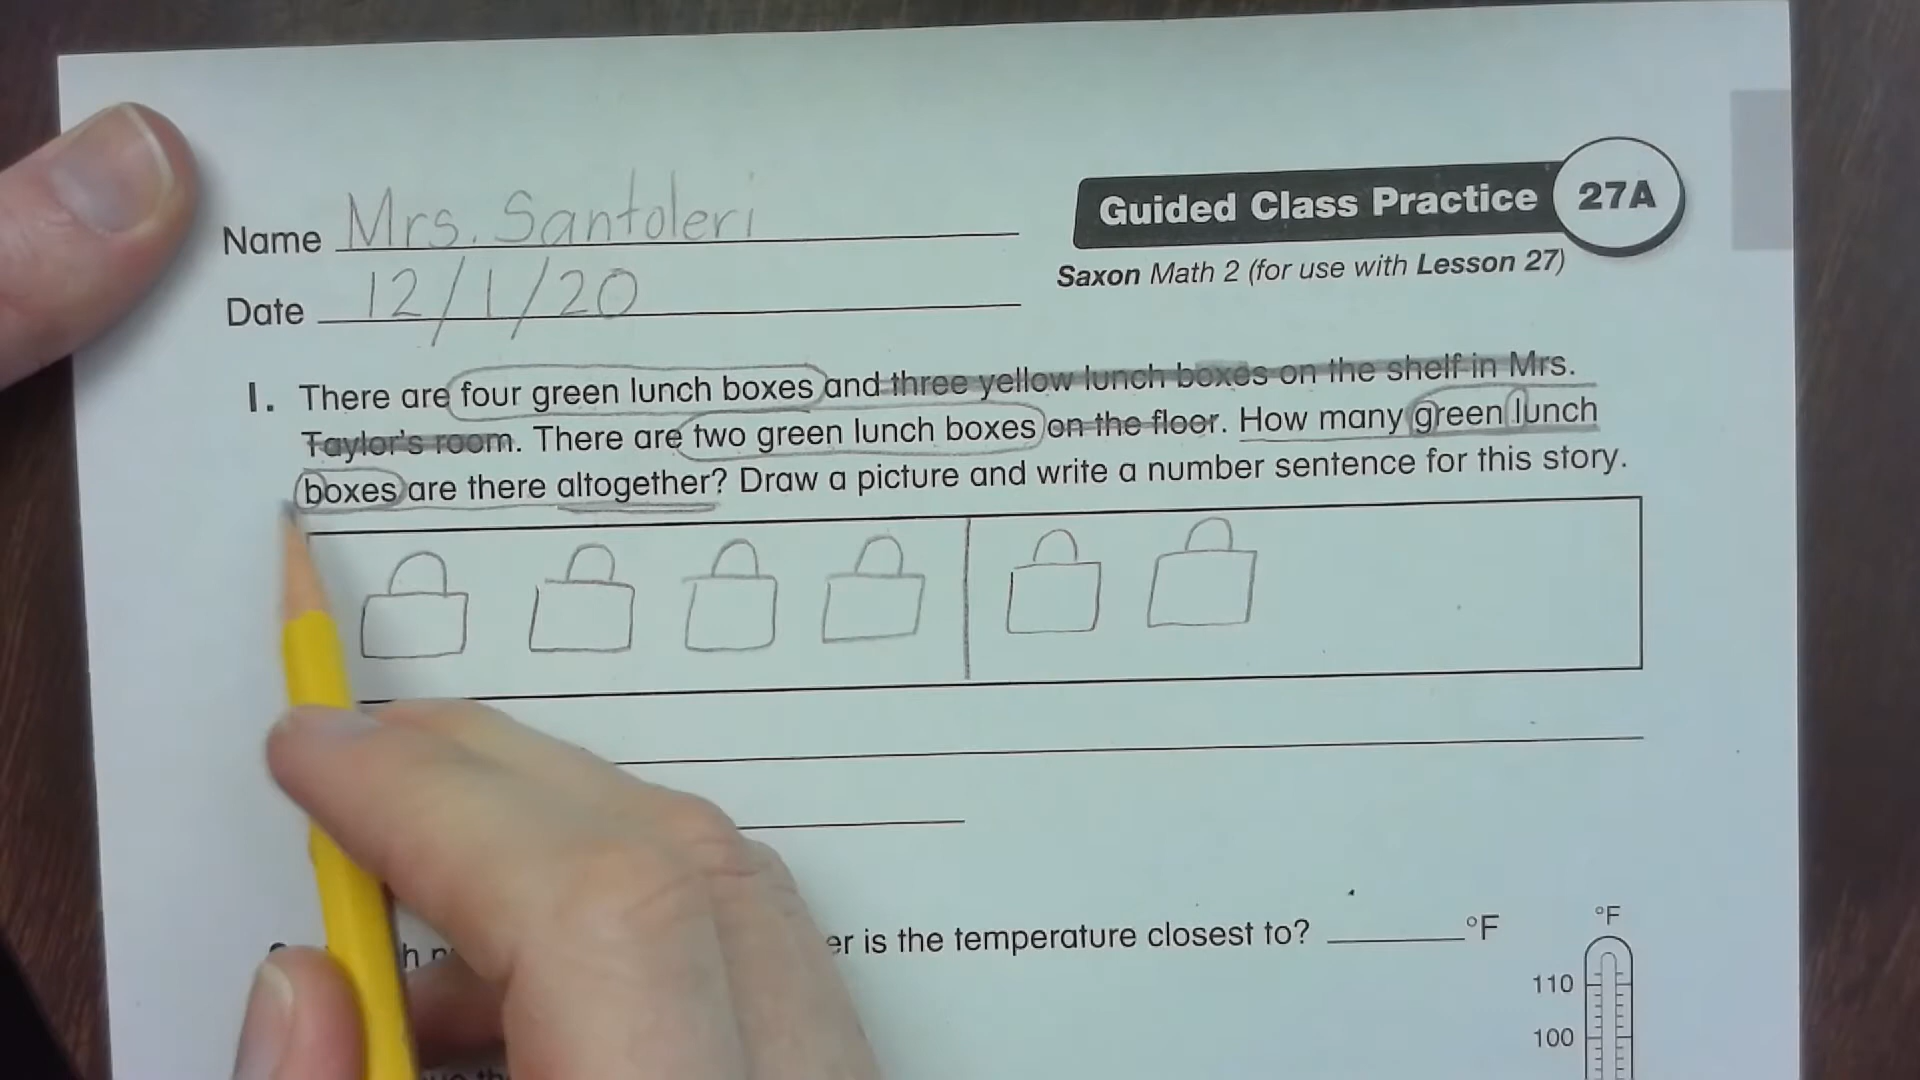 Name Mrs. Santoleri
Guided Class Practice 27A
Date 12/1/20
Saxon Math 2 (for use with Lesson 27)
1. There are four green lunch boxes and three yellow lunch boxes on the shelf in Mrs.
Taylor's room. There are two green lunch boxes on the floor. How many green lunch
boxes are there altogether? Draw a picture and write a number sentence for this story.
is the temperature closest to? °F
°F
110
100